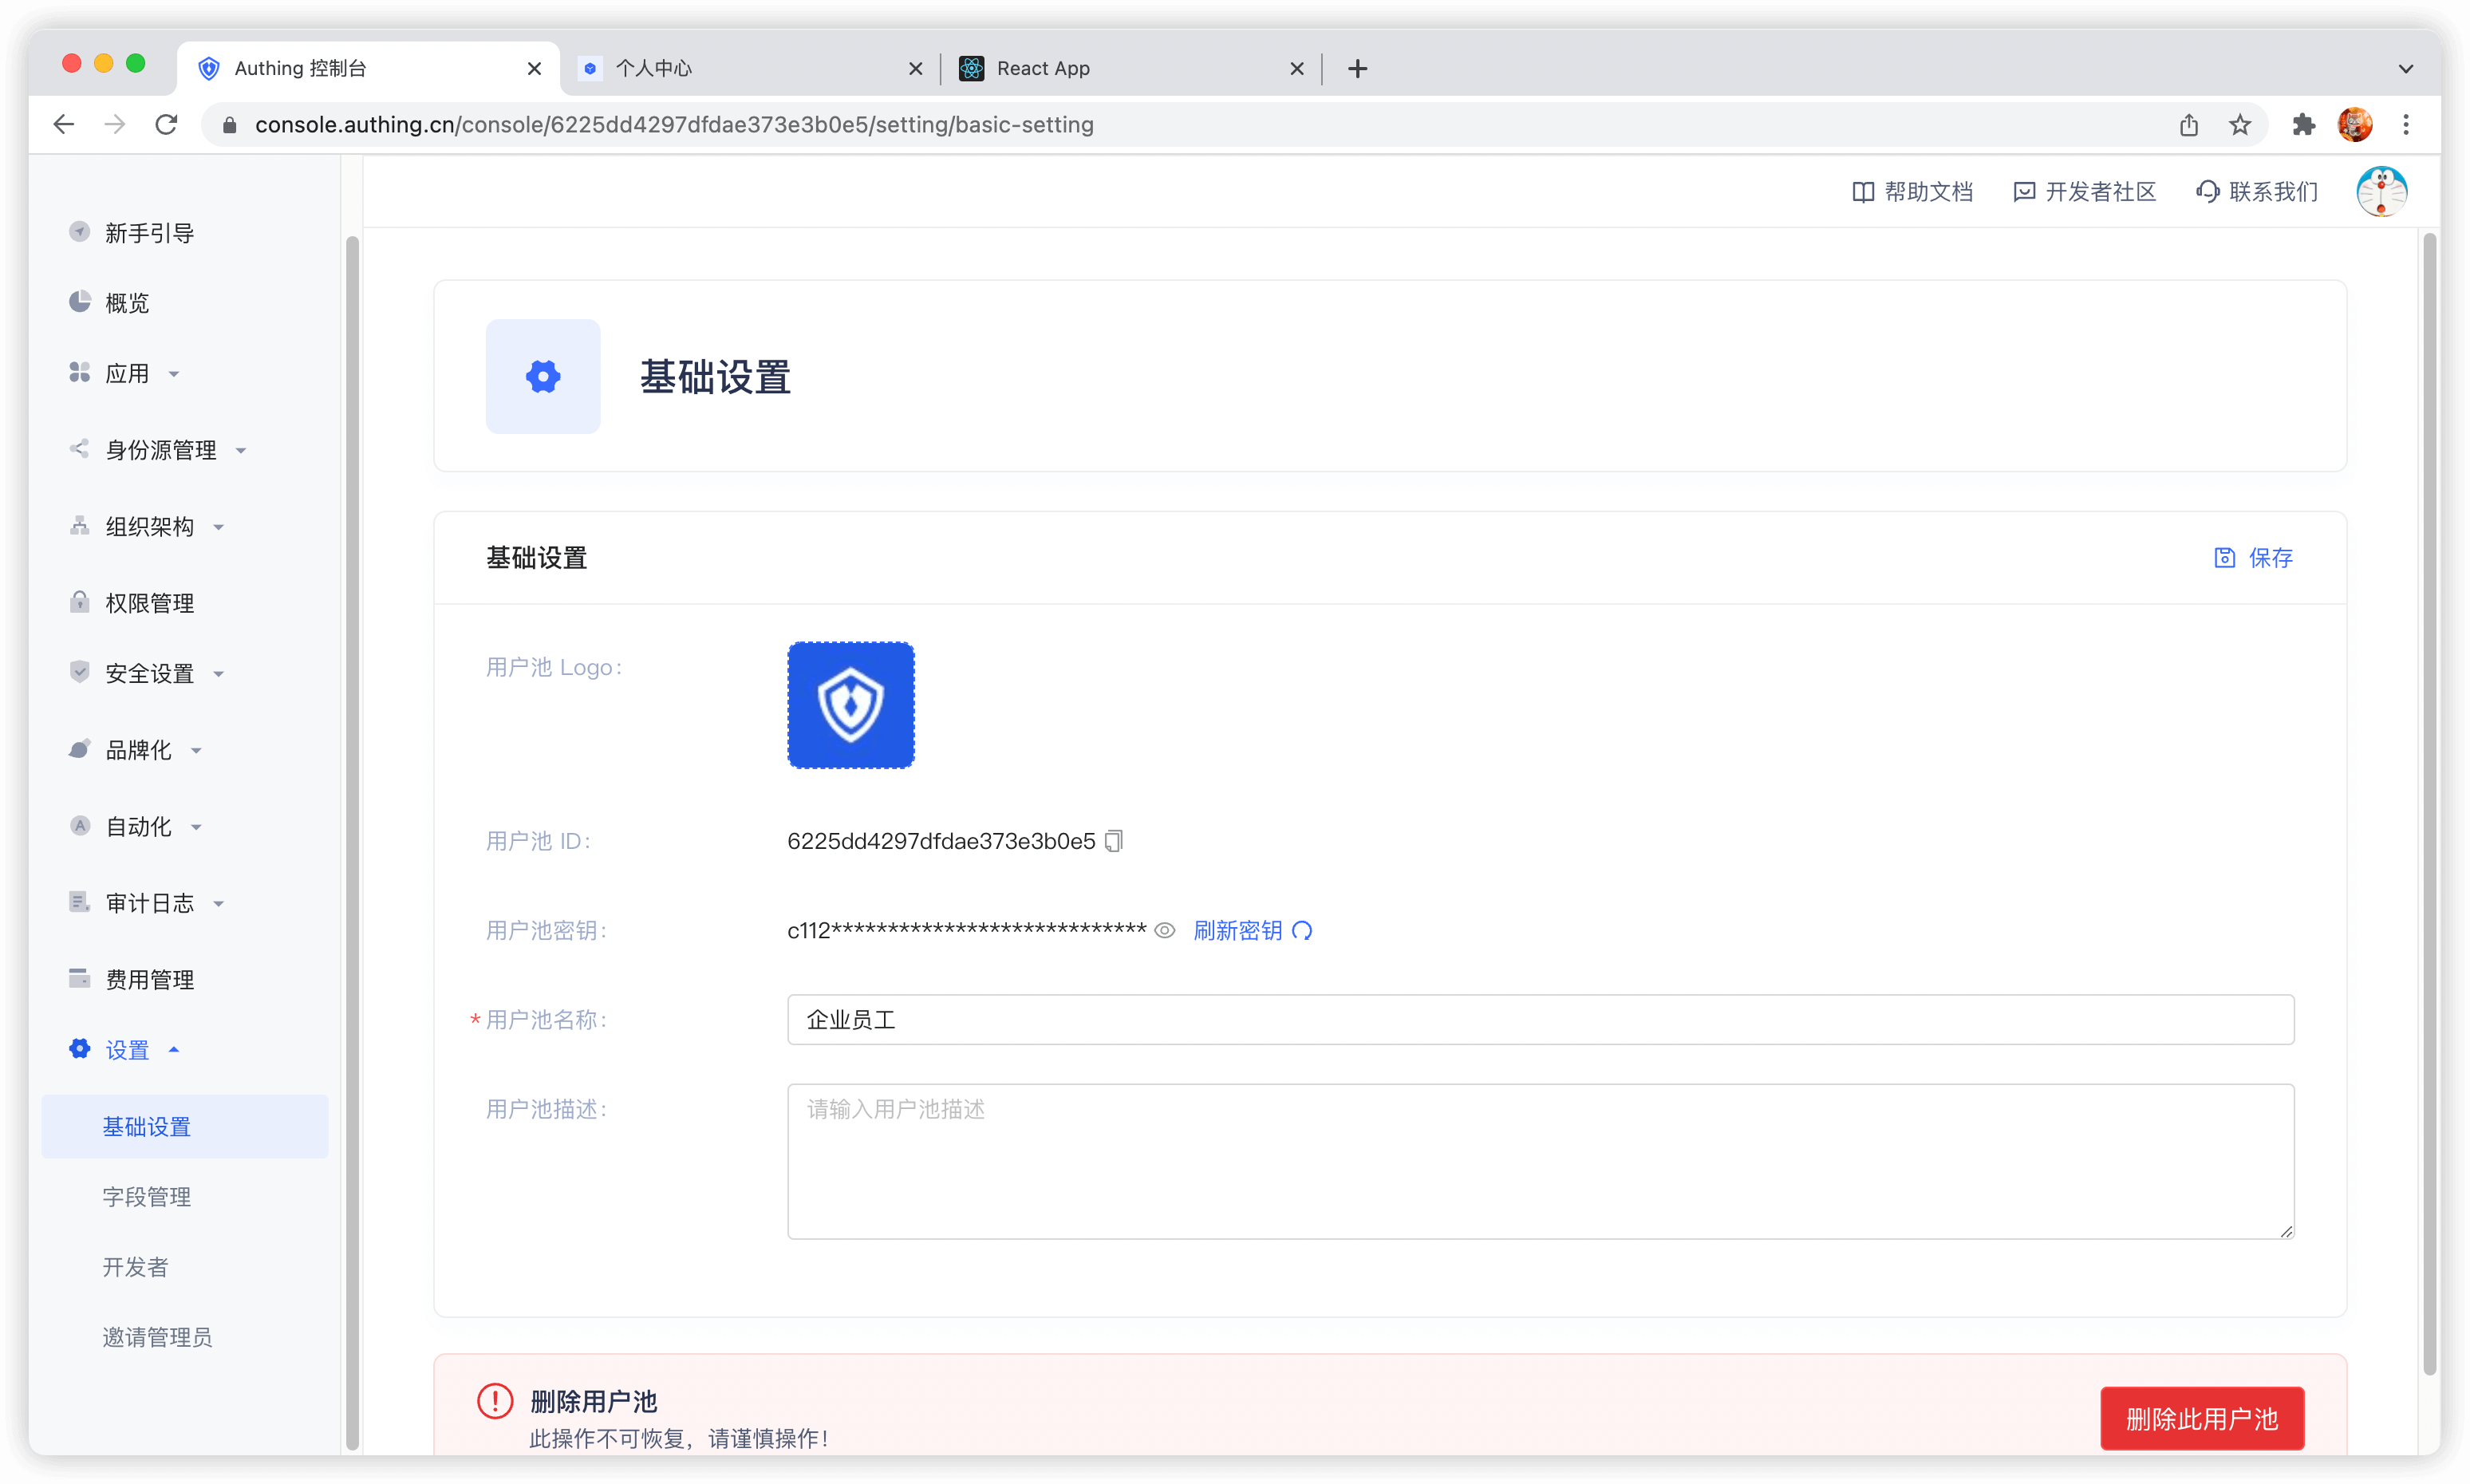 Authing 控制台
个人中心
React App
console.authing.cn/console/6225dd4297dfdae373e3b0e5/setting/basic-setting
帮助文档
开发者社区
联系我们
新手引导
概览
应用
身份源管理
组织架构
权限管理
安全设置
品牌化
自动化
审计日志
费用管理
设置
基础设置
字段管理
开发者
邀请管理员
基础设置
基础设置
保存
用户池 Logo:
用户池 ID: 6225dd4297dfdae373e3b0e5
用户池密钥: c112**************************** 刷新密钥
* 用户池名称: 企业员工
用户池描述: 请输入用户池描述
删除用户池
此操作不可恢复，请谨慎操作！
删除此用户池